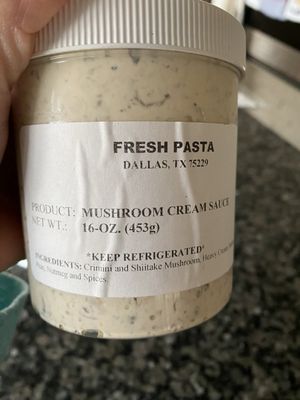 FRESH PASTA
DALLAS, TX 75229
PRODUCT: MUSHROOM CREAM SAUCE
NET WT.: 16-OZ. (453g)
*KEEP REFRIGERATED*
INGREDIENTS: Crimini and Shiitake Mushroom, Heavy Cream
Nutmeg and Spices